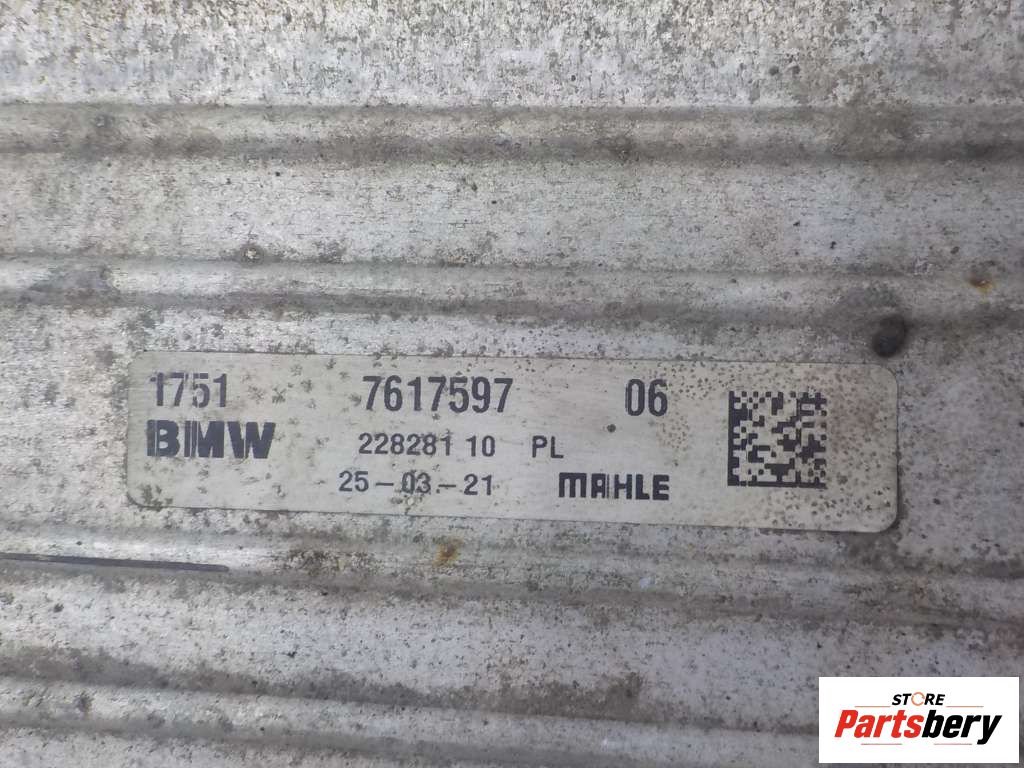 1751 7617597 06
BMW 228281 10 PL
25-03-21 MAHLE
STORE
Partsbery